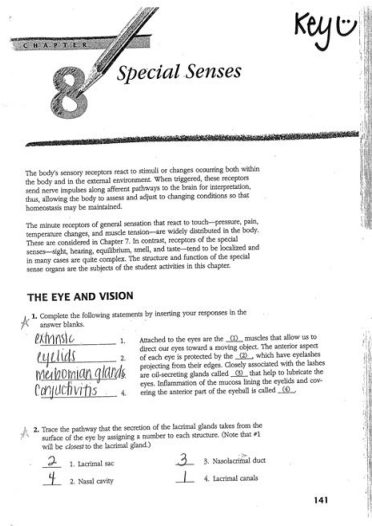 Key
CHAPTER
8 Special Senses
The body's sensory receptors react to stimuli or changes occurring both within
the body and in the external environment. When triggered, these receptors
send nerve impulses along afferent pathways to the brain for interpretation,
thus, allowing the body to assess and adjust to changing conditions so that
homeostasis may be maintained.
The minute receptors of general sensation that react to touch—pressure, pain,
temperature changes, and muscle tension—are widely distributed in the body.
These are considered in Chapter 7. In contrast, receptors of the special
senses—sight, hearing, equilibrium, smell, and taste—tend to be localized and
in many cases are quite complex. The structure and function of the special
sense organs are the subjects of the student activities in this chapter.
THE EYE AND VISION
1. Complete the following statements by inserting your responses in the
answer blanks.
extrinsic 1.
eyelids 2.
meibomian glands 3.
Conjuctivitis 4.
Attached to the eyes are the (1) muscles that allow us to
direct our eyes toward a moving object. The anterior aspect
of each eye is protected by the (2), which have eyelashes
projecting from their edges. Closely associated with the lashes
are oil-secreting glands called (3) that help to lubricate the
eyes. Inflammation of the mucosa lining the eyelids and cov-
ering the anterior part of the eyeball is called (4).
2. Trace the pathway that the secretion of the lacrimal glands takes from the
surface of the eye by assigning a number to each structure. (Note that #1
will be closest to the lacrimal gland.)
2 1. Lacrimal sac
4 2. Nasal cavity
3 3. Nasolacrimal duct
1 4. Lacrimal canals
141